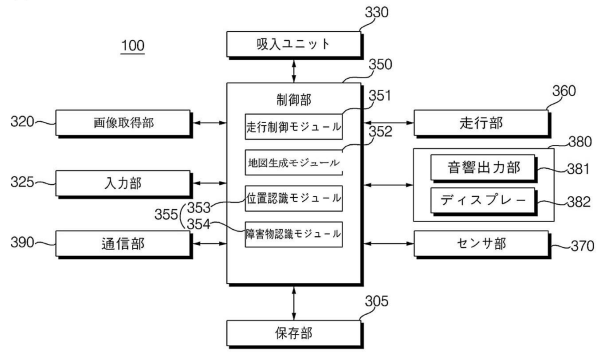 330
100
吸入ユニット
350
制御部
351
360
320
画像取得部
走行制御モジュール
走行部
352
380
地図生成モジュール
音響出力部
381
325
入力部
353
位置認識モジュール
ディスプレー
382
355
354
390
通信部
障害物認識モジュール
センサ部
370
305
保存部